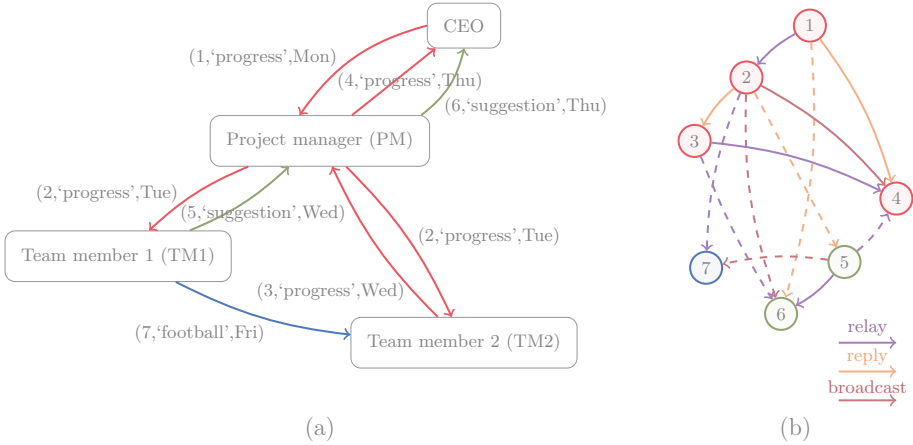 CEO
(1,‘progress’,Mon)
(4,‘progress’,Thu)
(6,‘suggestion’,Thu)
Project manager (PM)
(2,‘progress’,Tue)
(5,‘suggestion’,Wed)
(2,‘progress’,Tue)
Team member 1 (TM1)
(3,‘progress’,Wed)
(7,‘football’,Fri)
Team member 2 (TM2)
(a)
1
2
3
4
5
7
6
relay
reply
broadcast
(b)